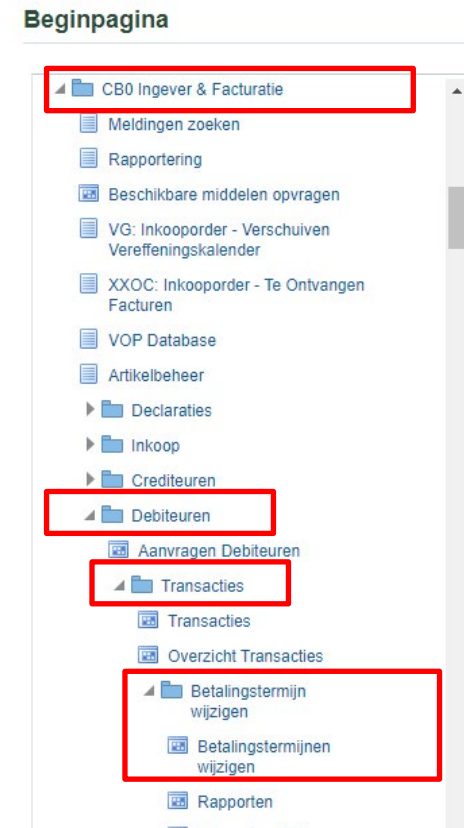 Beginpagina
CB0 Ingever & Facturatie
Meldingen zoeken
Rapportering
Beschikbare middelen opvragen
VG: Inkooporder - Verschuiven
Vereffeningskalender
XXOC: Inkooporder - Te Ontvangen
Facturen
VOP Database
Artikelbeheer
Declaraties
Inkoop
Crediteuren
Debiteuren
Aanvragen Debiteuren
Transacties
Transacties
Overzicht Transacties
Betalingstermijn
wijzigen
Betalingstermijnen
wijzigen
Rapporten